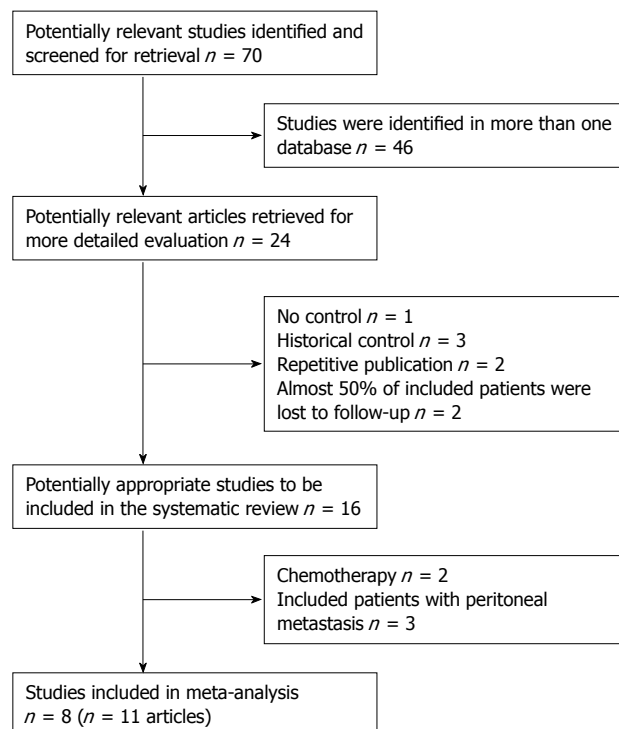 Potentially relevant studies identified and
screened for retrieval n = 70
Studies were identified in more than one
database n = 46
Potentially relevant articles retrieved for
more detailed evaluation n = 24
No control n = 1
Historical control n = 3
Repetitive publication n = 2
Almost 50% of included patients were
lost to follow-up n = 2
Potentially appropriate studies to be
included in the systematic review n = 16
Chemotherapy n = 2
Included patients with peritoneal
metastasis n = 3
Studies included in meta-analysis
n = 8 (n = 11 articles)